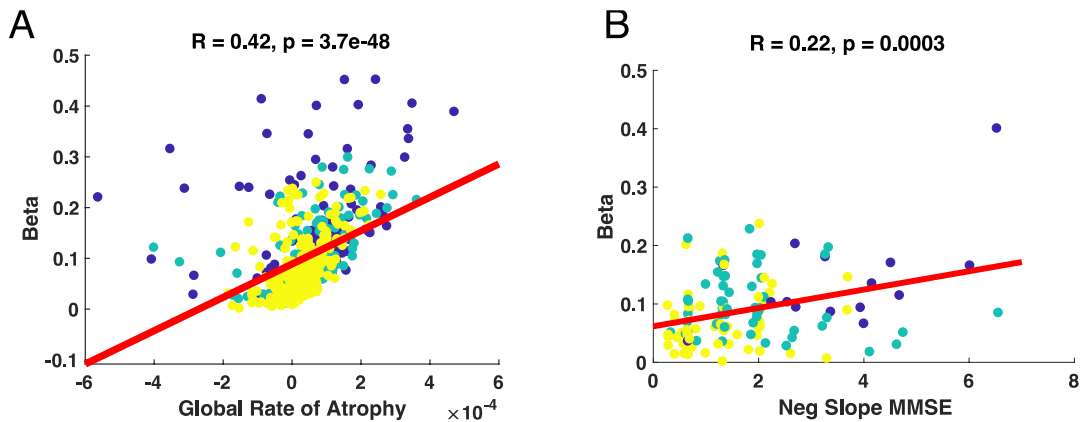 A
R = 0.42, p = 3.7e-48
Beta
0.5
0.4
0.3
0.2
0.1
0
-0.1
-6 -4 -2 0 2 4 6
Global Rate of Atrophy ×10⁻⁴
B
R = 0.22, p = 0.0003
Beta
0.5
0.4
0.3
0.2
0.1
0
0 2 4 6 8
Neg Slope MMSE